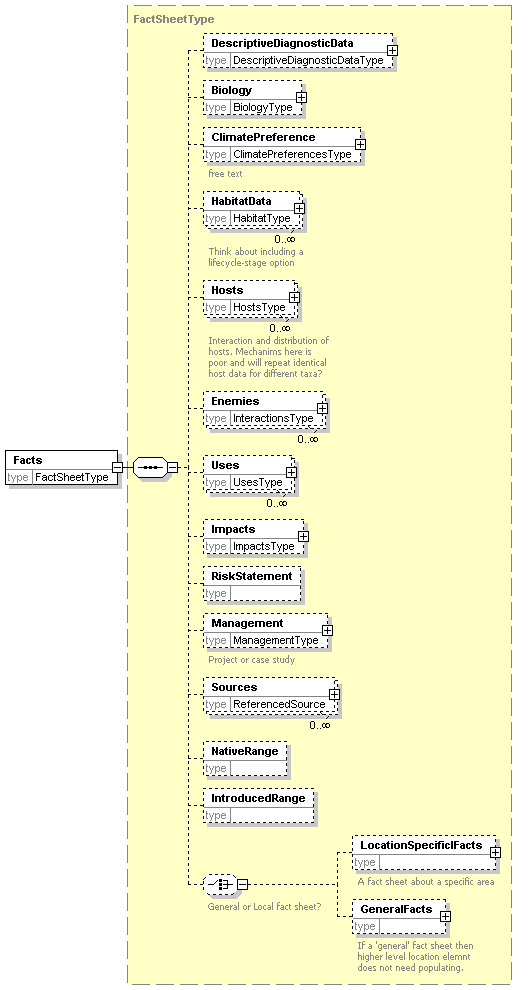 FactSheetType
DescriptiveDiagnosticData
type DescriptiveDiagnosticDataType
Biology
type BiologyType
ClimatePreference
type ClimatePreferencesType
free text
HabitatData
type HabitatType
0..∞
Think about including a
lifecycle-stage option
Hosts
type HostsType
0..∞
Interaction and distribution of
hosts. Mechanims here is
poor and will repeat identical
host data for different taxa?
Enemies
type InteractionsType
0..∞
Facts
type FactSheetType
Uses
type UsesType
0..∞
Impacts
type ImpactsType
RiskStatement
type
Management
type ManagementType
Project or case study
Sources
type ReferencedSource
0..∞
NativeRange
type
IntroducedRange
type
General or Local fact sheet?
LocationSpecificIFacts
type
A fact sheet about a specific area
GeneralFacts
type
If a 'general' fact sheet then
higher level location elemnt
does not need populating.